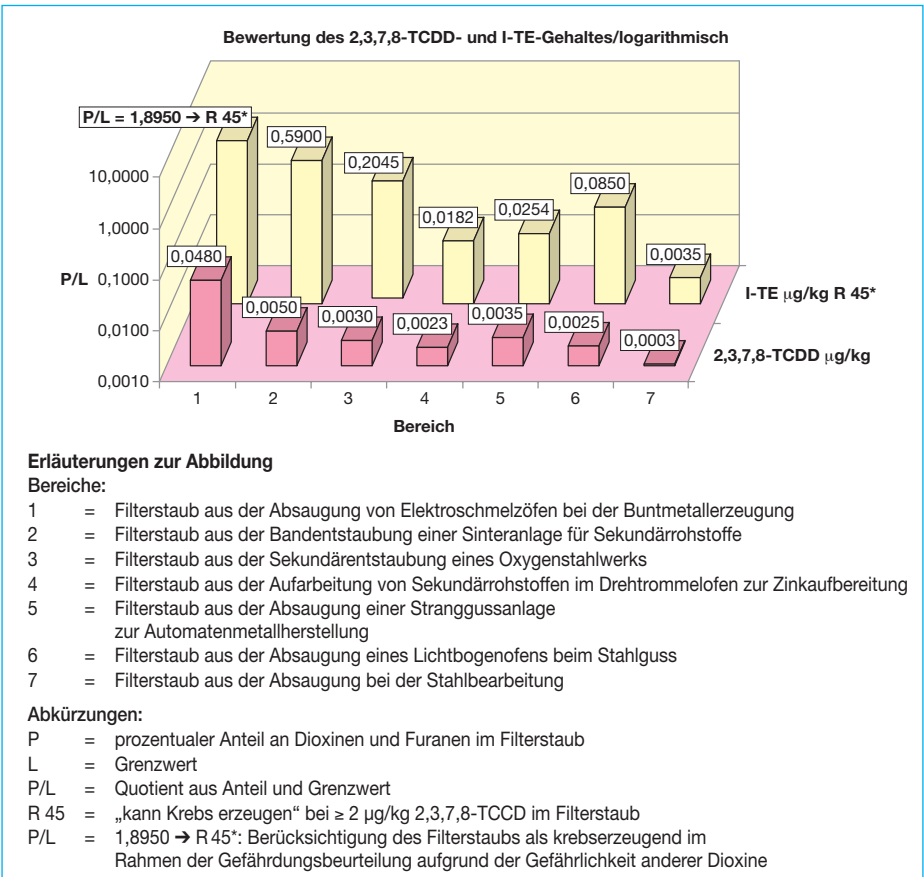 Bewertung des 2,3,7,8-TCDD- und I-TE-Gehaltes/logarithmisch
P/L = 1,8950 ➔ R 45*
0,5900
0,2045
0,0182
0,0254
0,0850
0,0035
10,0000
1,0000
P/L 0,1000
0,0100
0,0010
0,0480
0,0050
0,0030
0,0023
0,0035
0,0025
0,0003
I-TE µg/kg R 45*
2,3,7,8-TCDD µg/kg
1 2 3 4 5 6 7
Bereich
Erläuterungen zur Abbildung
Bereiche:
1 = Filterstaub aus der Absaugung von Elektroschmelzöfen bei der Buntmetallerzeugung
2 = Filterstaub aus der Bandentstaubung einer Sinteranlage für Sekundärrohstoffe
3 = Filterstaub aus der Sekundärentstaubung eines Oxygenstahlwerks
4 = Filterstaub aus der Aufarbeitung von Sekundärrohstoffen im Drehtrommelofen zur Zinkaufbereitung
5 = Filterstaub aus der Absaugung einer Stranggussanlage
zur Automatenmetallherstellung
6 = Filterstaub aus der Absaugung eines Lichtbogenofens beim Stahlguss
7 = Filterstaub aus der Absaugung bei der Stahlbearbeitung
Abkürzungen:
P = prozentualer Anteil an Dioxinen und Furanen im Filterstaub
L = Grenzwert
P/L = Quotient aus Anteil und Grenzwert
R 45 = „kann Krebs erzeugen“ bei ≥ 2 µg/kg 2,3,7,8-TCCD im Filterstaub
P/L = 1,8950 ➔ R 45*: Berücksichtigung des Filterstaubs als krebserzeugend im
Rahmen der Gefährdungsbeurteilung aufgrund der Gefährlichkeit anderer Dioxine